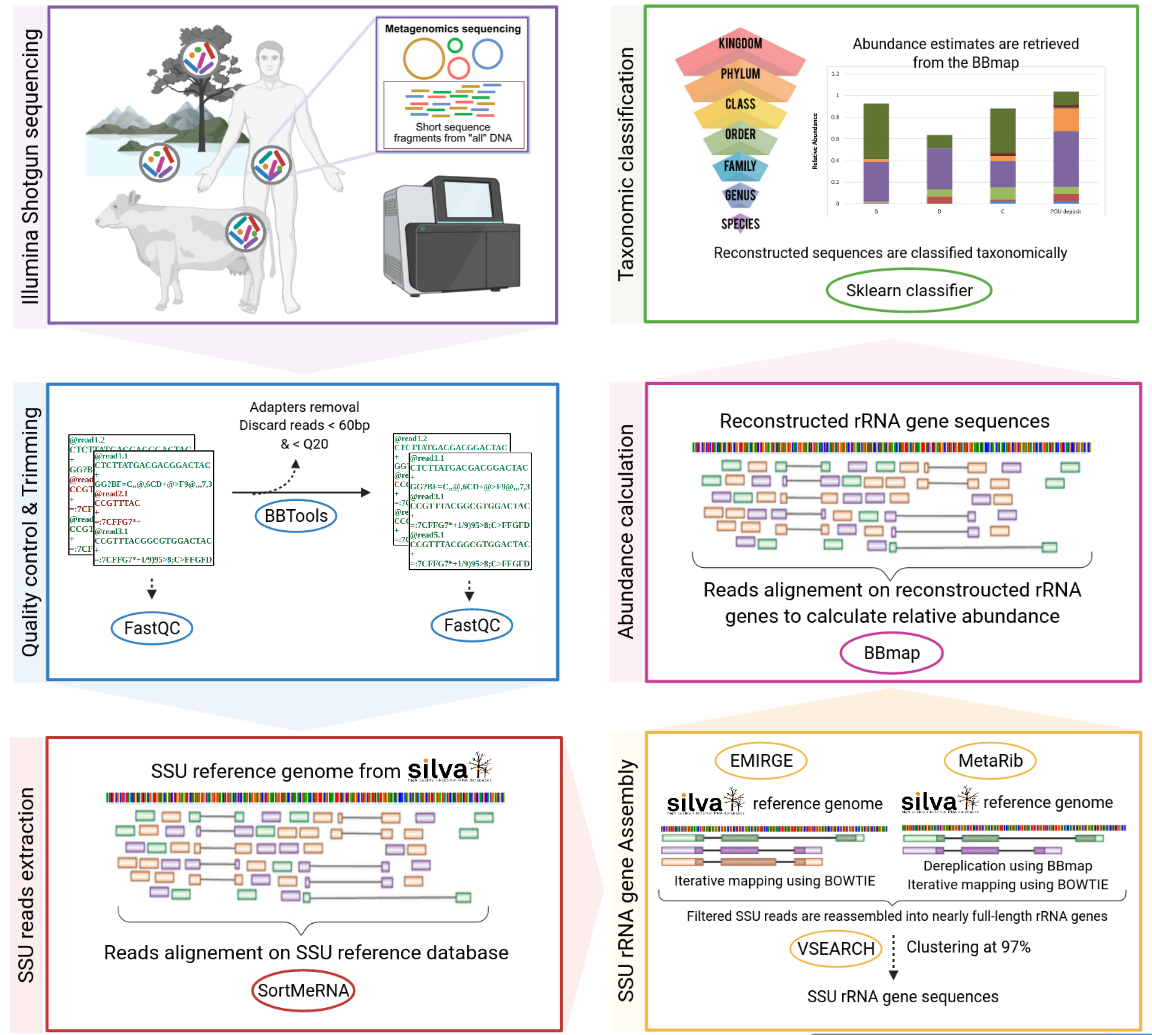 Illumina Shotgun sequencing
Metagenomics sequencing
Short sequence
fragments from "all" DNA
Quality control & Trimming
Adapters removal
Discard reads < 60bp
& < Q20
@read1.2
CTCTTATGACGACGGACTAC
+
GG?B
@read1.1
CTCTTATGACGACGGACTAC
+
GG?BF=C,,@,6CD+@>F9@,,,7,3
@read2.1
CCGTTTAC
+
=:7CFFG7*+
@read3.1
CCGTTTACGGCGTGGACTAC
+
=:7CFFG7*+1/9)95>8;C>FFGFD
BBTools
@read1.2
CTCTTATGACGACGGACTAC
+
@read1.1
CTCTTATGACGACGGACTAC
+
GG?BF=C,,@,6CD+@>F9@,,,7,3
@read3.1
CCGTTTACGGCGTGGACTAC
+
=:7CFFG7*+1/9)95>8;C>FFGFD
@read5.1
CCGTTTACGGCGTGGACTAC
+
=:7CFFG7*+1/9)95>8;C>FFGFD
FastQC
FastQC
SSU reads extraction
SSU reference genome from silva
high quality ribosomal RNA databases
Reads alignement on SSU reference database
SortMeRNA
SSU rRNA gene Assembly
EMIRGE
MetaRib
silva reference genome
silva reference genome
Iterative mapping using BOWTIE
Dereplication using BBmap
Iterative mapping using BOWTIE
Filtered SSU reads are reassembled into nearly full-length rRNA genes
VSEARCH
Clustering at 97%
SSU rRNA gene sequences
Abundance calculation
Reconstructed rRNA gene sequences
Reads alignement on reconstroucted rRNA
genes to calculate relative abundance
BBmap
Taxonomic classification
KINGDOM
PHYLUM
CLASS
ORDER
FAMILY
GENUS
SPECIES
Abundance estimates are retrieved
from the BBmap
Relative Abundance
1.2
1
0.8
0.6
0.4
0.2
0
B
D
C
POU deposit
Reconstructed sequences are classified taxonomically
Sklearn classifier